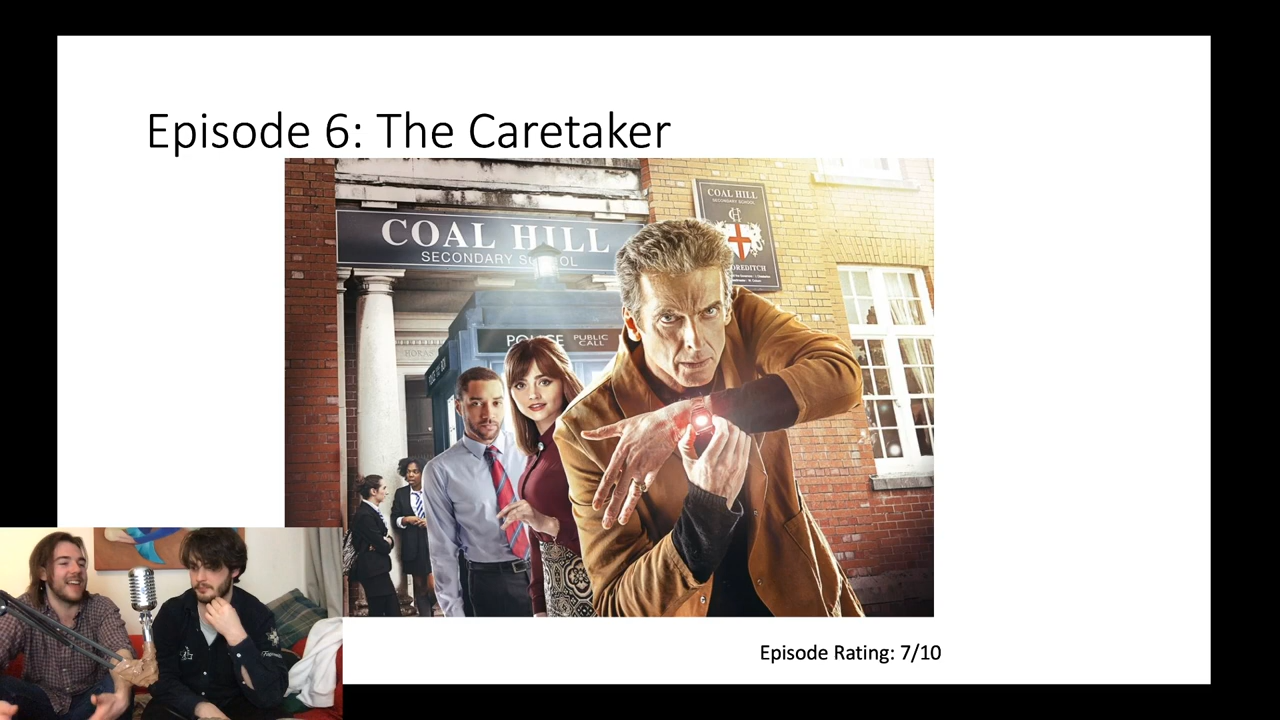 Episode 6: The Caretaker
COAL HILL
SECONDARY SCHOOL
COAL HILL
SECONDARY SCHOOL
POLICE PUBLIC CALL
Episode Rating: 7/10